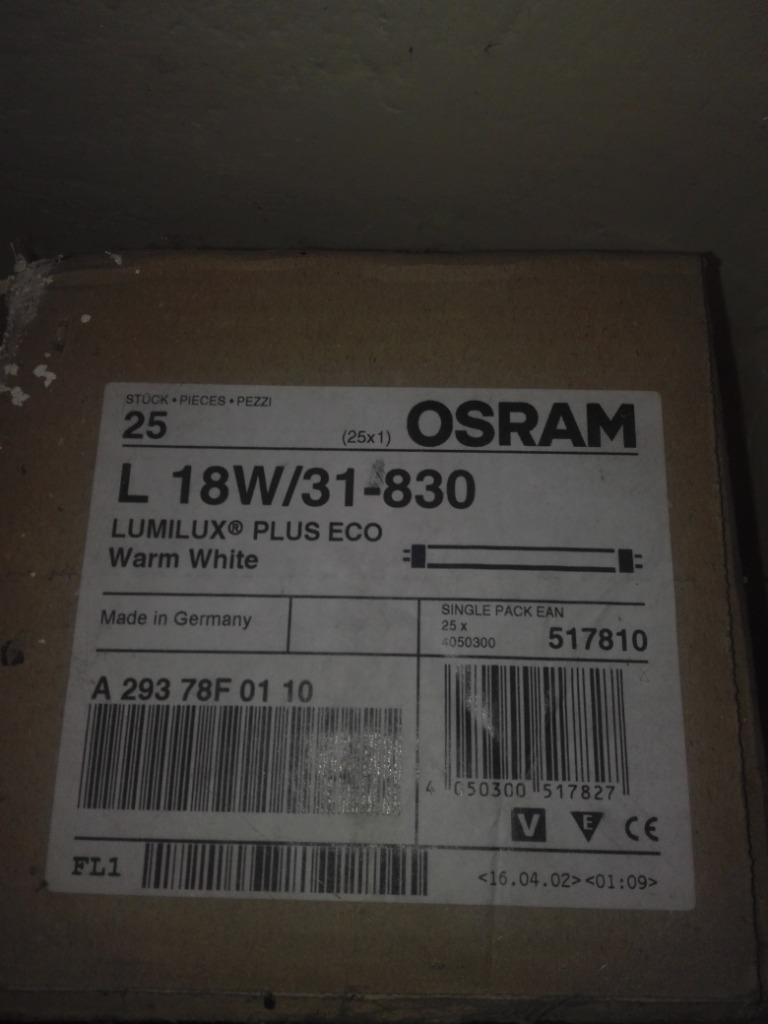 STÜCK • PIECES • PEZZI
25 (25x1) OSRAM
L 18W/31-830
LUMILUX® PLUS ECO
Warm White
Made in Germany
SINGLE PACK EAN
25 x
4050300 517810
A 293 78F 01 10
4 050300 517827
V E CE
FL1
<16.04.02><01:09>